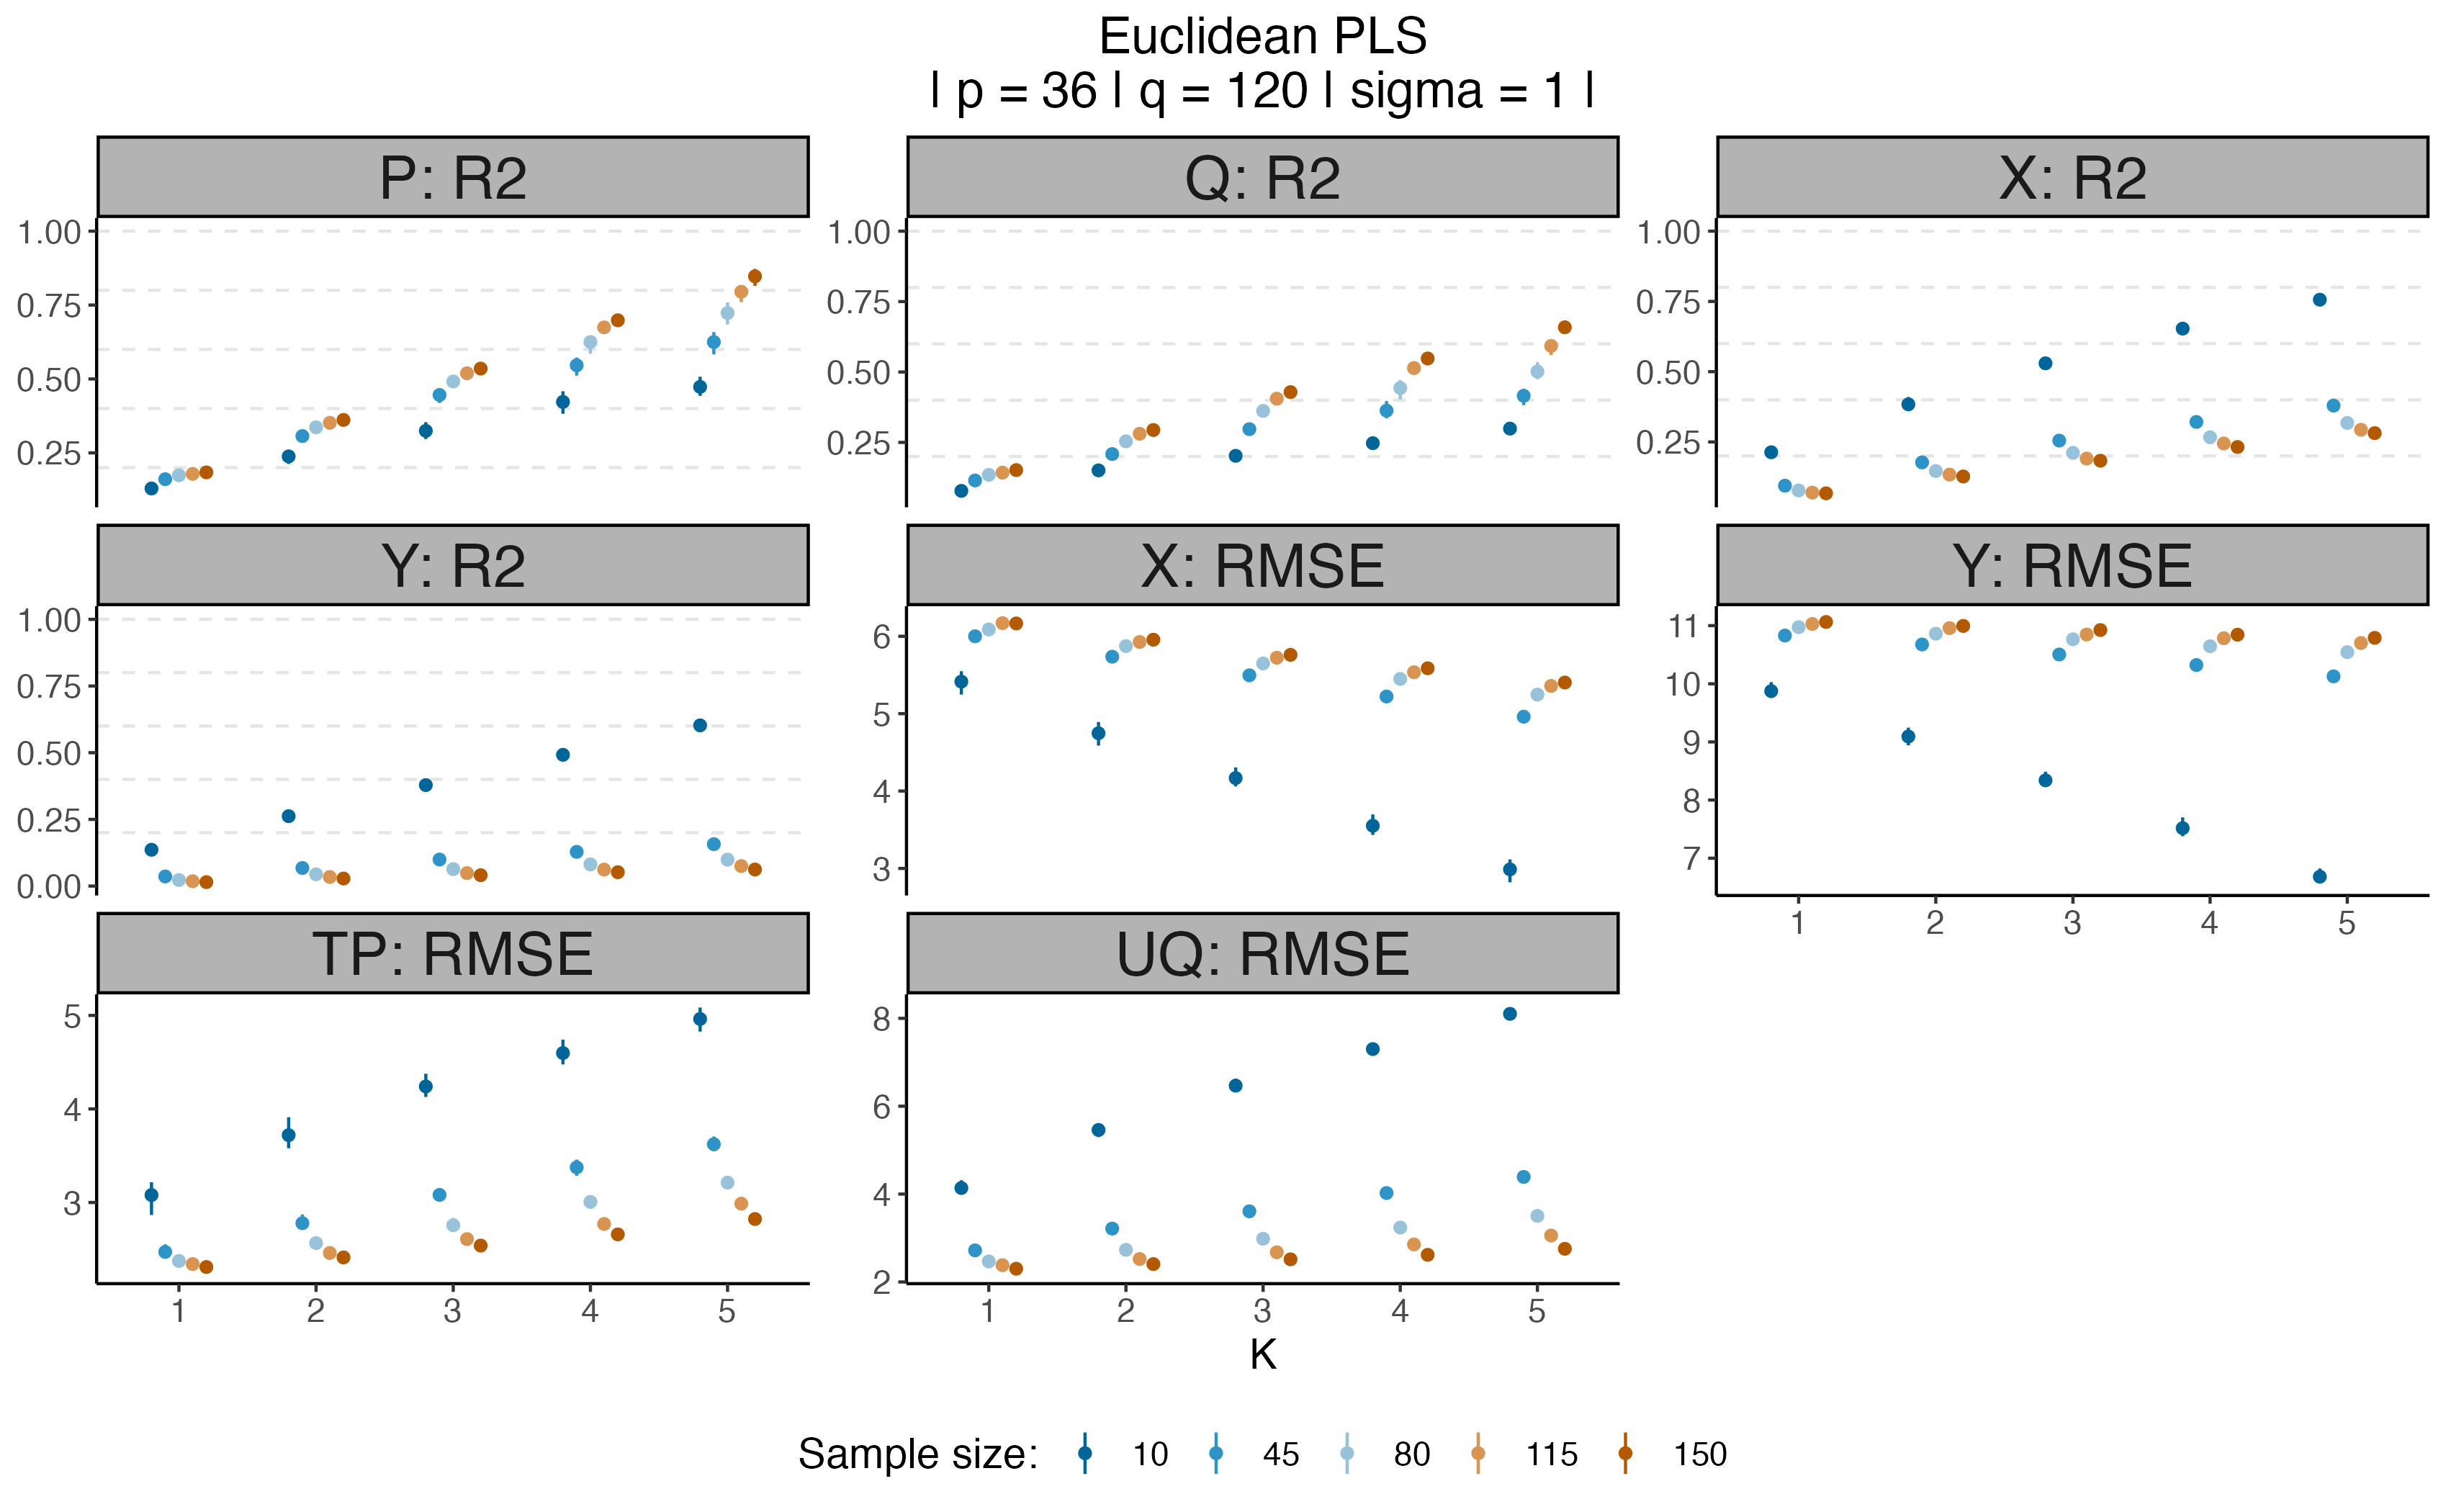 Euclidean PLS
| p = 36 | q = 120 | sigma = 1 |
P: R2
Q: R2
X: R2
1.00
0.75
0.50
0.25
1.00
0.75
0.50
0.25
1.00
0.75
0.50
0.25
Y: R2
X: RMSE
Y: RMSE
1.00
0.75
0.50
0.25
0.00
6
5
4
3
11
10
9
8
7
1 2 3 4 5
TP: RMSE
UQ: RMSE
5
4
3
8
6
4
2
1 2 3 4 5
1 2 3 4 5
K
Sample size: 10 45 80 115 150